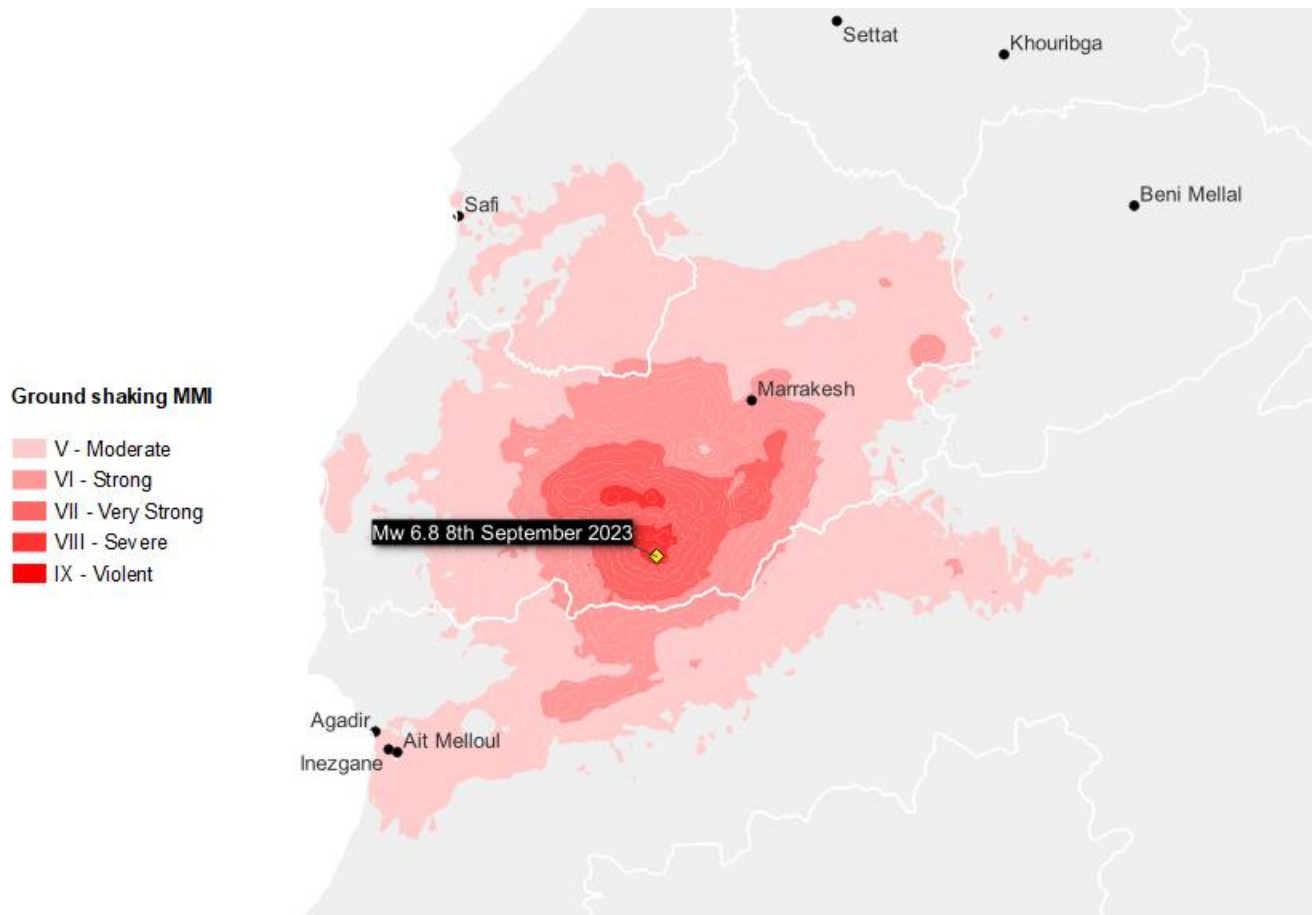 Settat
Khouribga
Safi
Beni Mellal
Ground shaking MMI
V - Moderate
VI - Strong
VII - Very Strong
VIII - Severe
IX - Violent
Marrakesh
Mw 6.8 8th September 2023
Agadir
Ait Melloul
Inezgane